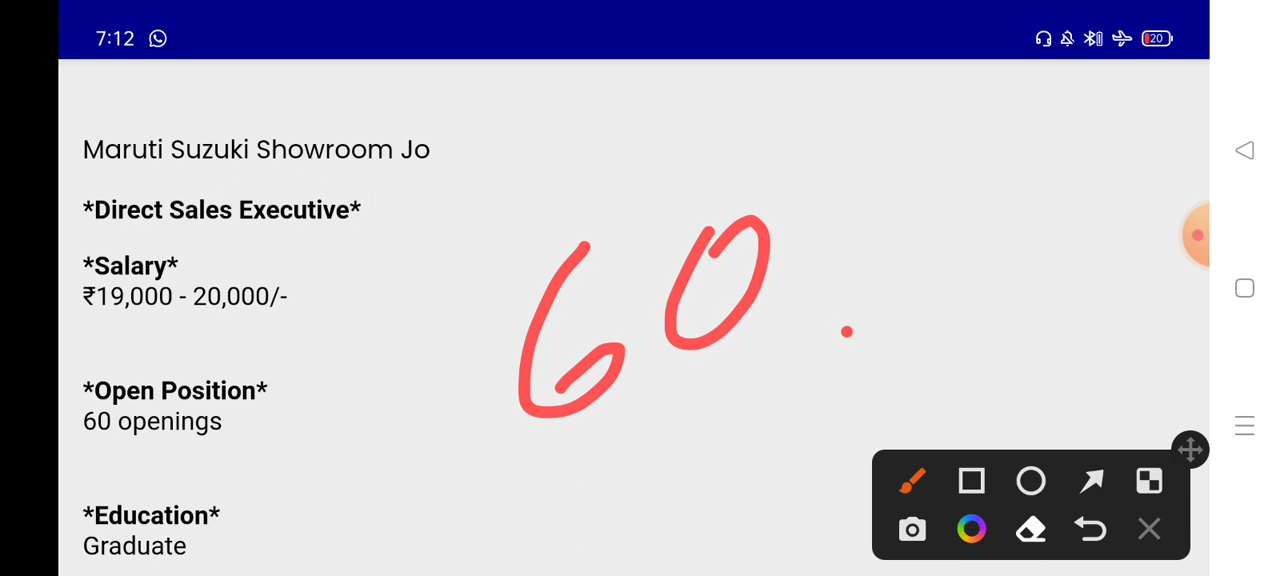 7:12
20
Maruti Suzuki Showroom Jo
*Direct Sales Executive*
*Salary*
₹19,000 - 20,000/-
60.
*Open Position*
60 openings
*Education*
Graduate